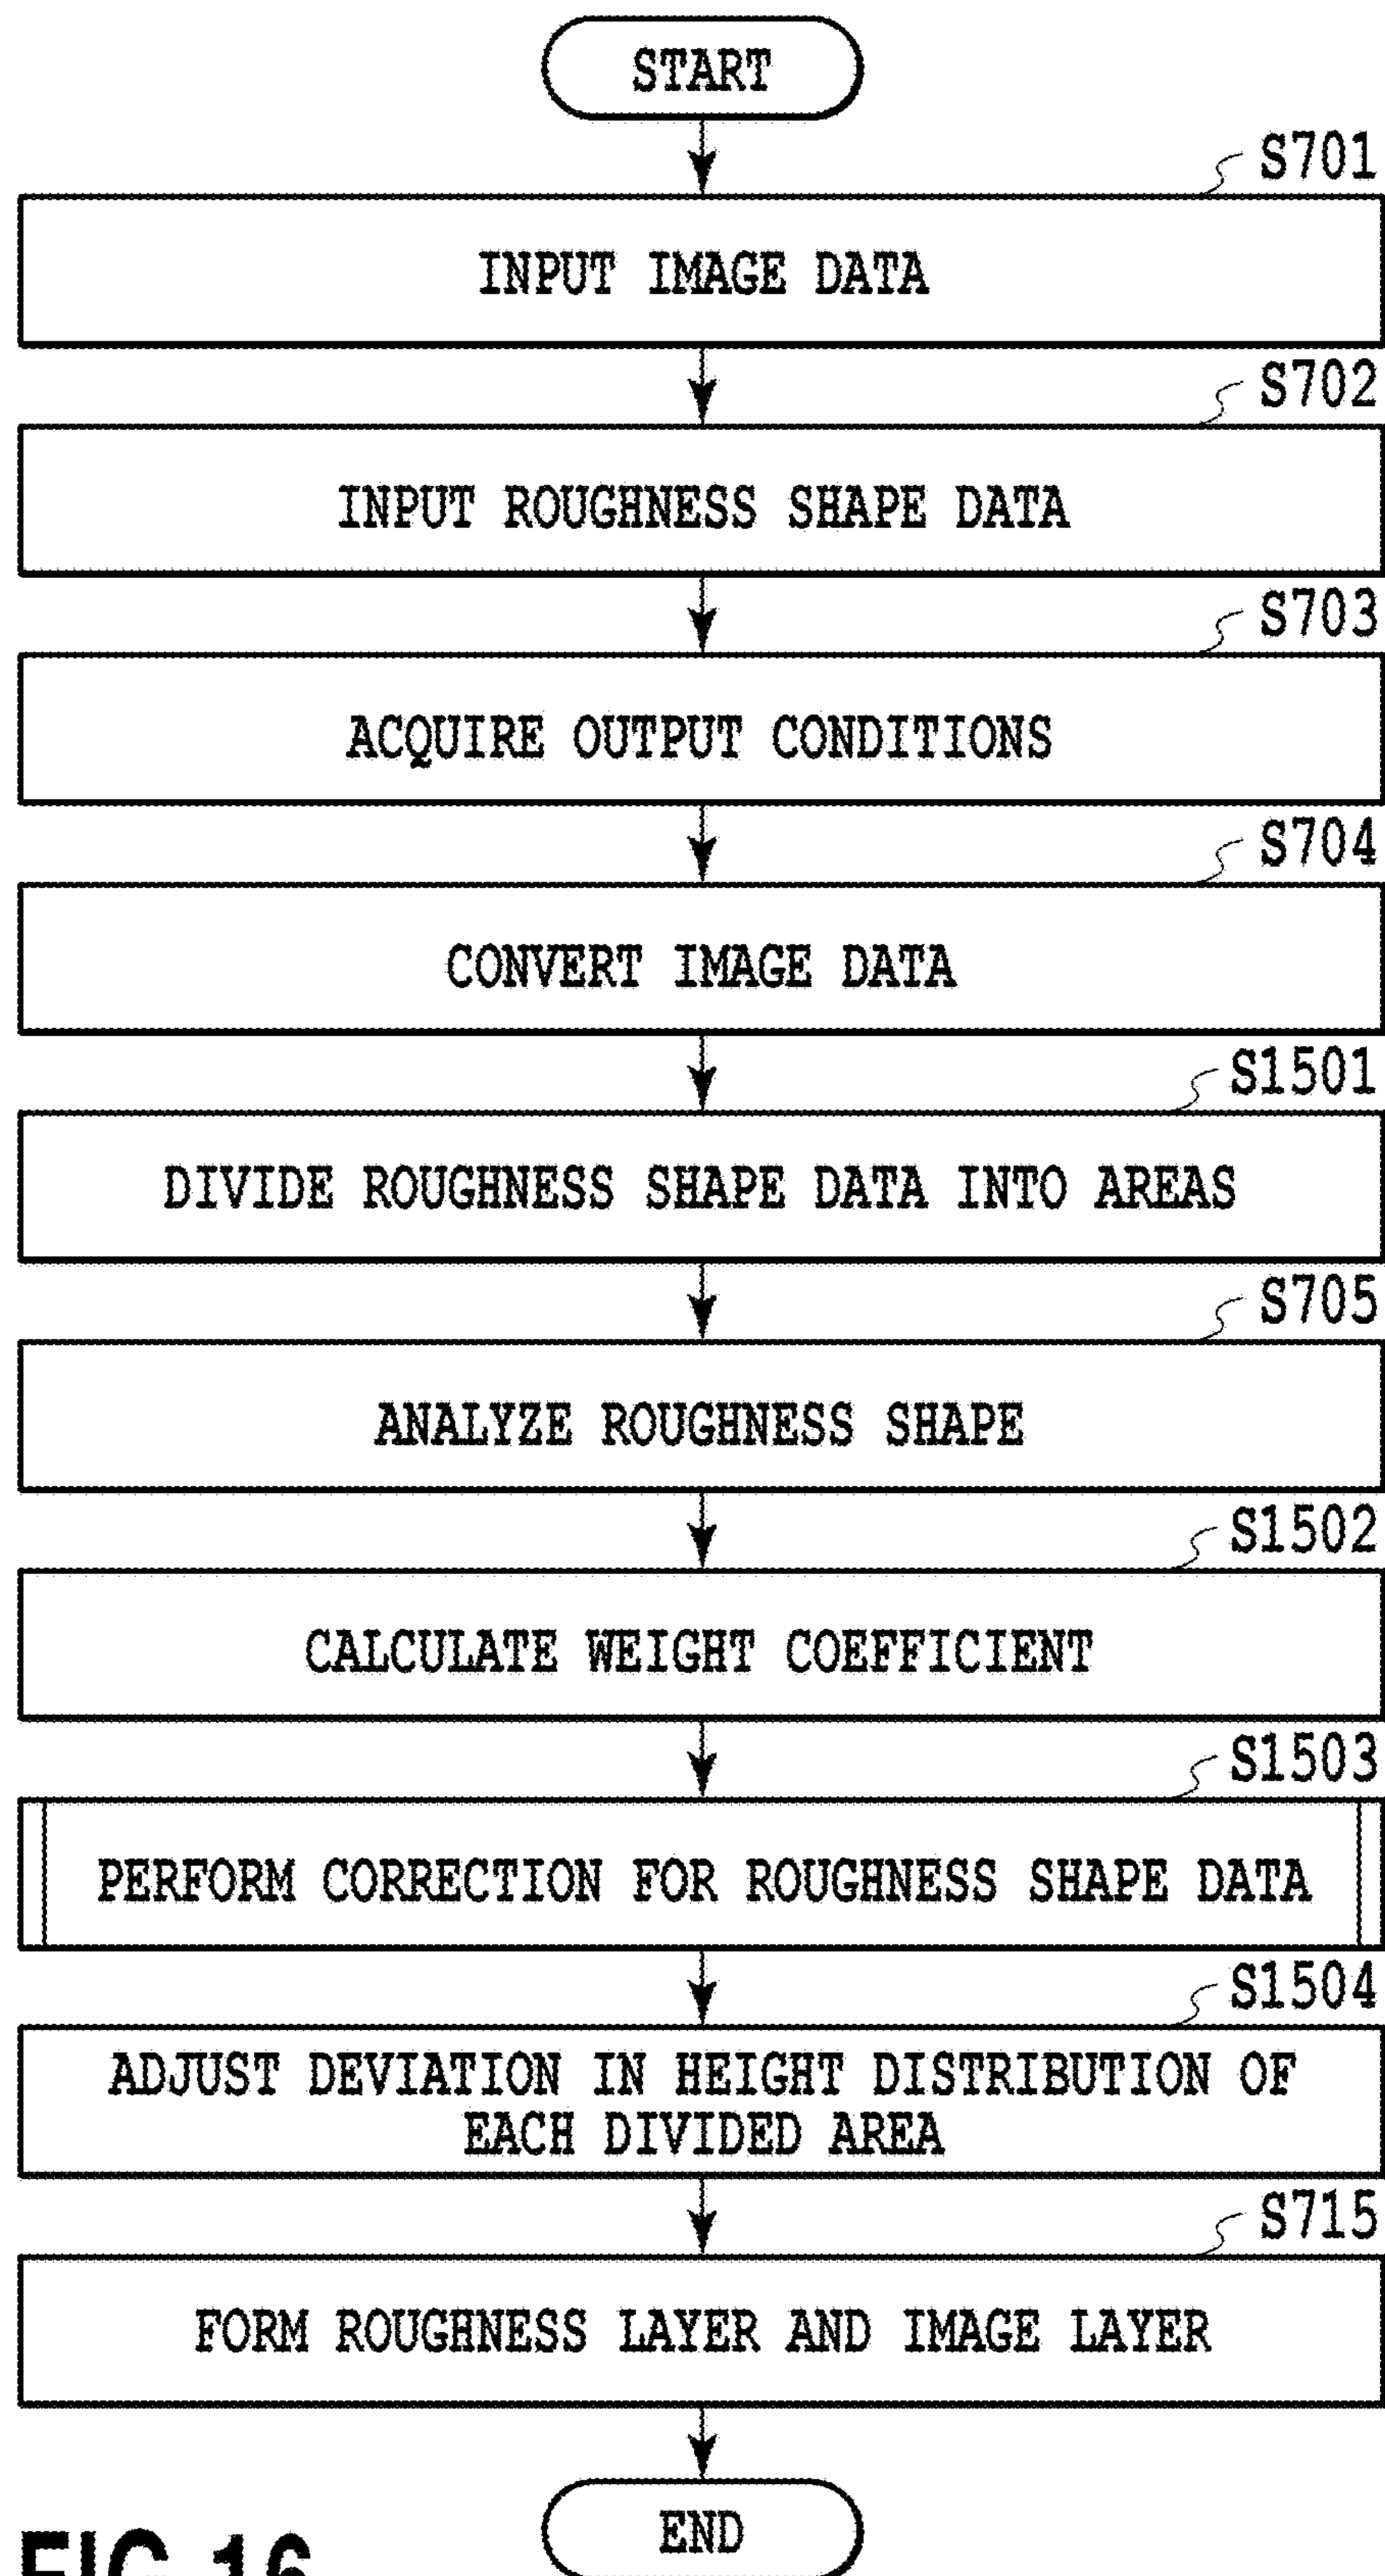 START
S701
INPUT IMAGE DATA
S702
INPUT ROUGHNESS SHAPE DATA
S703
ACQUIRE OUTPUT CONDITIONS
S704
CONVERT IMAGE DATA
S1501
DIVIDE ROUGHNESS SHAPE DATA INTO AREAS
S705
ANALYZE ROUGHNESS SHAPE
S1502
CALCULATE WEIGHT COEFFICIENT
S1503
PERFORM CORRECTION FOR ROUGHNESS SHAPE DATA
S1504
ADJUST DEVIATION IN HEIGHT DISTRIBUTION OF
EACH DIVIDED AREA
S715
FORM ROUGHNESS LAYER AND IMAGE LAYER
END
FIG.16